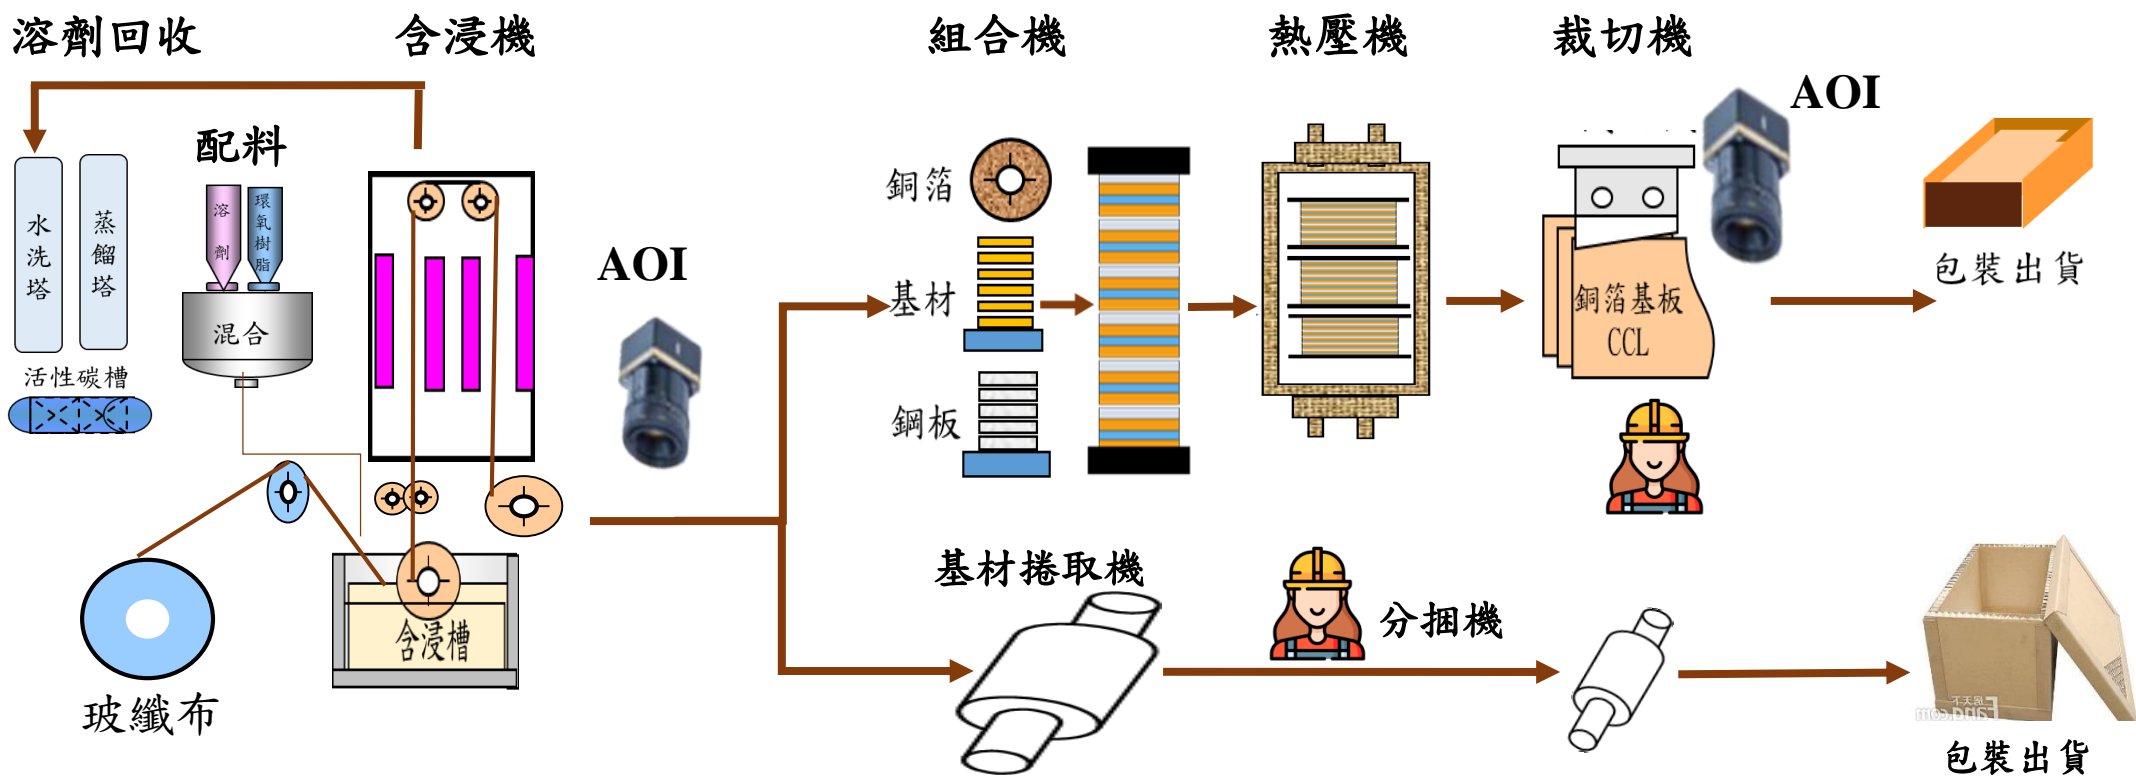 溶劑回收
含浸機
組合機
熱壓機
裁切機
AOI
配料
溶劑
環氧樹脂
水洗塔
蒸餾塔
混合
活性碳槽
AOI
銅箔
基材
鋼板
銅箔基板
CCL
包裝出貨
含浸槽
玻纖布
基材捲取機
分捆機
包裝出貨